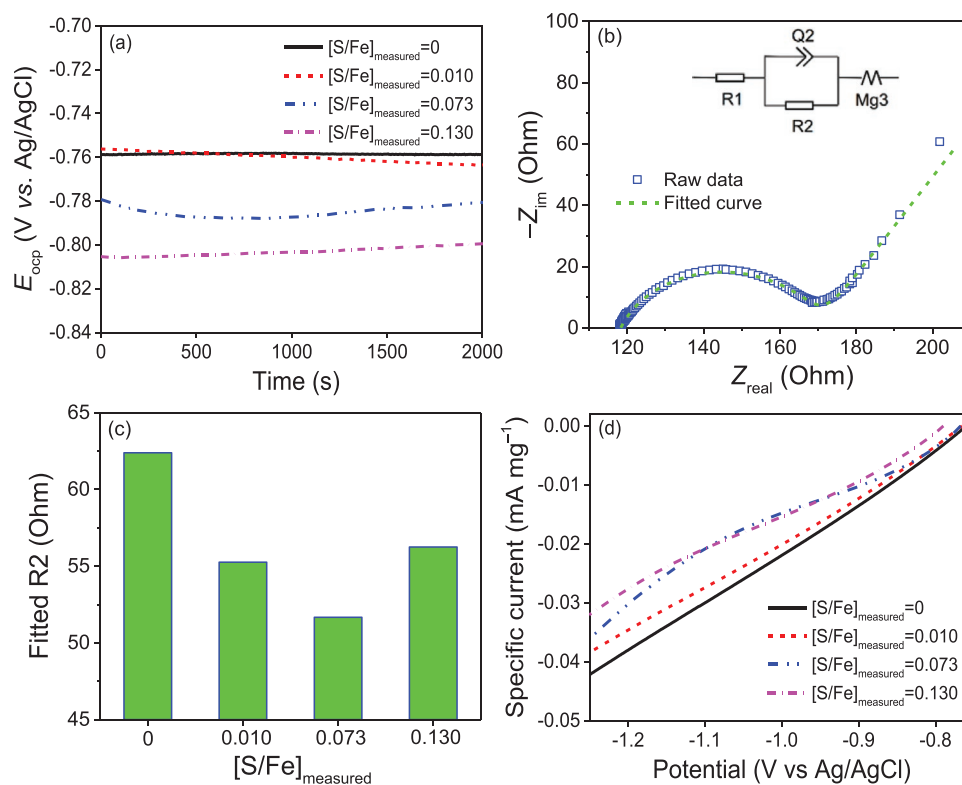 (a)
[S/Fe]measured=0
[S/Fe]measured=0.010
[S/Fe]measured=0.073
[S/Fe]measured=0.130
-0.70
-0.72
-0.74
-0.76
-0.78
-0.80
-0.82
-0.84
Eocp (V vs. Ag/AgCl)
0 500 1000 1500 2000
Time (s)
(b)
Q2
R1
R2
Mg3
Raw data
Fitted curve
100
80
60
40
20
0
−Zim (Ohm)
120 140 160 180 200
Zreal (Ohm)
(c)
65
60
55
50
45
Fitted R2 (Ohm)
0 0.010 0.073 0.130
[S/Fe]measured
(d)
0.00
-0.01
-0.02
-0.03
-0.04
-0.05
Specific current (mA mg⁻¹)
[S/Fe]measured=0
[S/Fe]measured=0.010
[S/Fe]measured=0.073
[S/Fe]measured=0.130
-1.2 -1.1 -1.0 -0.9 -0.8
Potential (V vs Ag/AgCl)